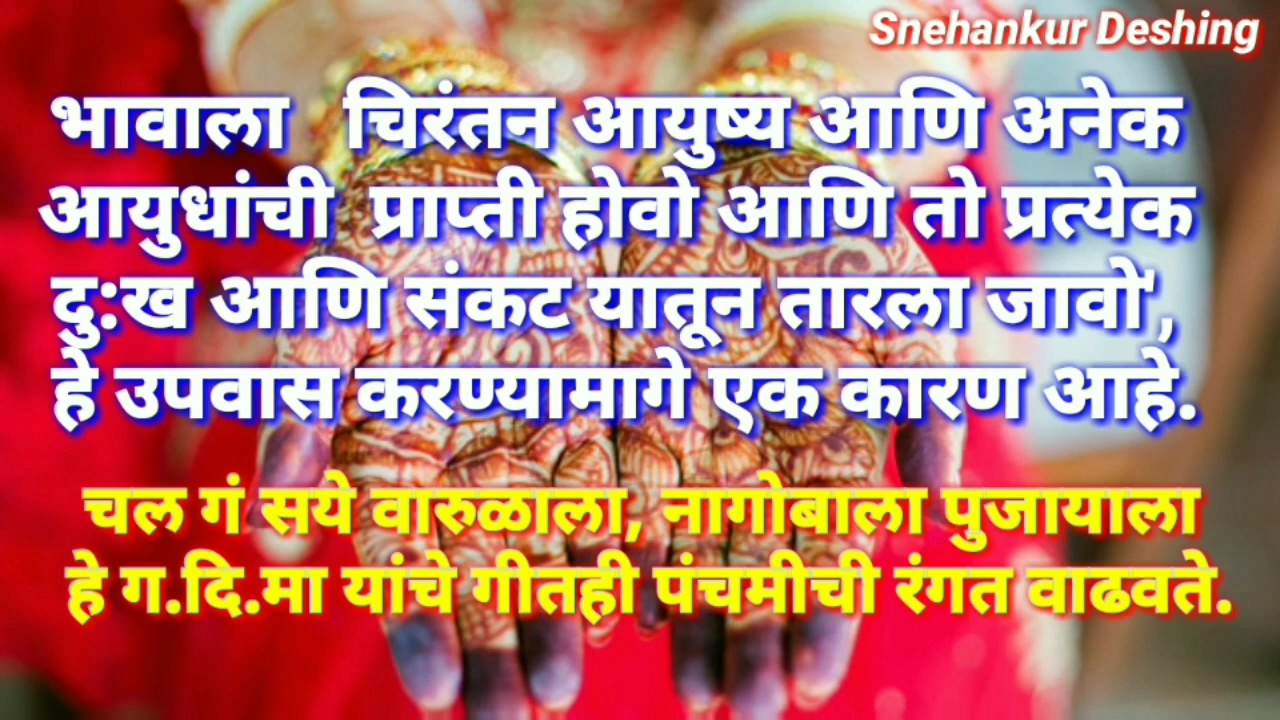 Snehankur Deshing
भावाला चिरंतन आयुष्य आणि अनेक
आयुधांची प्राप्ती होवो आणि तो प्रत्येक
दु:ख आणि संकट यातून तारला जावो',
हे उपवास करण्यामागे एक कारण आहे.
चल गं सये वारुळाला, नागोबाला पुजायाला
हे ग.दि.मा यांचे गीतही पंचमीची रंगत वाढवते.